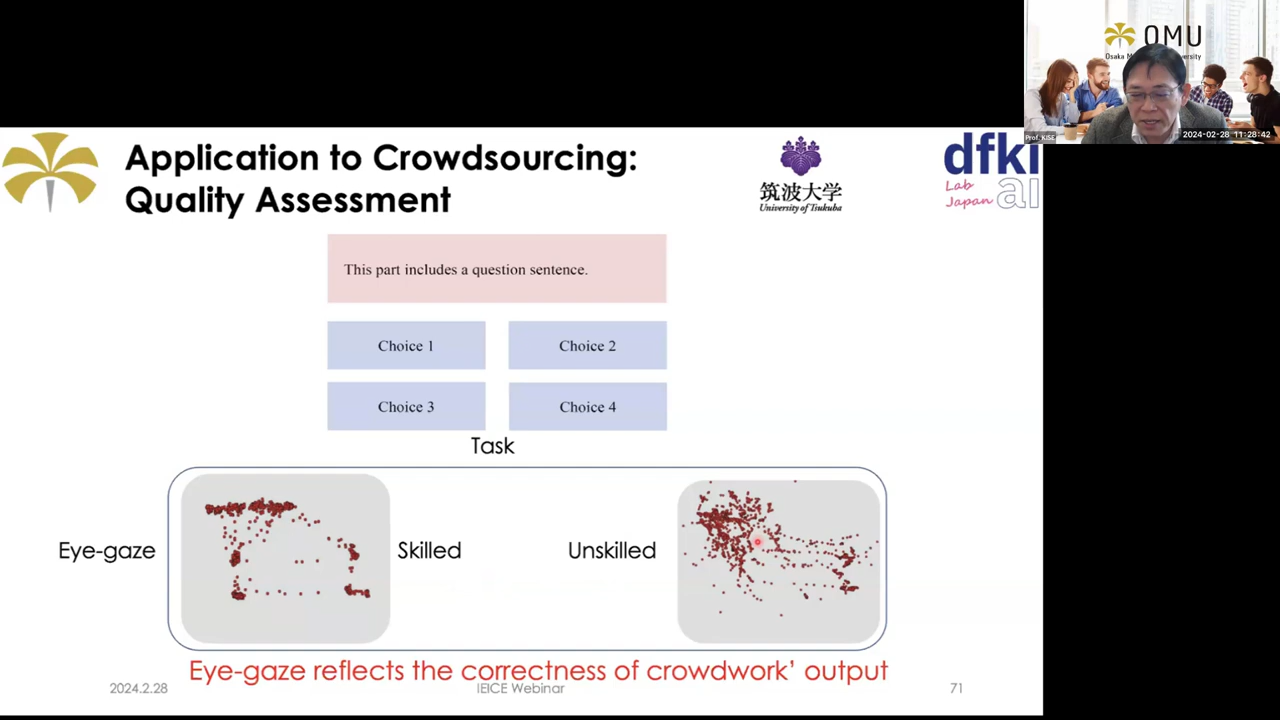 OMU
Prof. KISE
2024-02-28 11:28:42
Application to Crowdsourcing:
Quality Assessment
筑波大学
University of Tsukuba
dfki
Lab
Japan
ai
This part includes a question sentence.
Choice 1
Choice 2
Choice 3
Choice 4
Task
Eye-gaze
Skilled
Unskilled
Eye-gaze reflects the correctness of crowdwork’ output
2024.2.28
IEICE Webinar
71